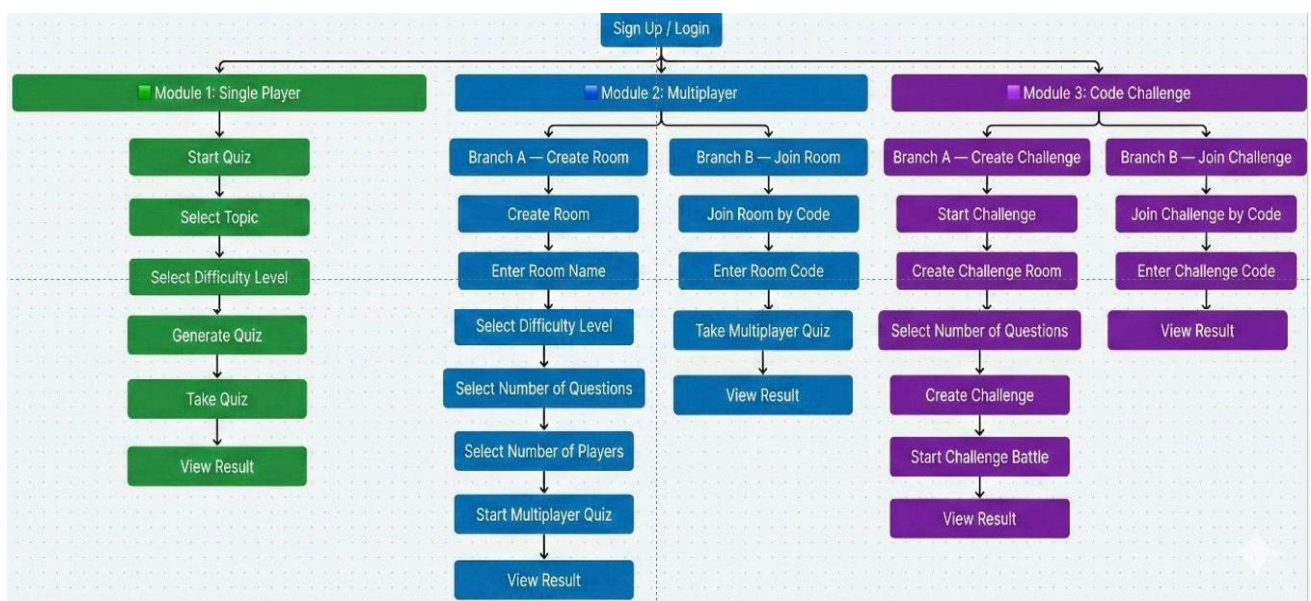 Sign Up / Login
Module 1: Single Player
Start Quiz
Select Topic
Select Difficulty Level
Generate Quiz
Take Quiz
View Result
Module 2: Multiplayer
Branch A — Create Room
Create Room
Enter Room Name
Select Difficulty Level
Select Number of Questions
Select Number of Players
Start Multiplayer Quiz
View Result
Branch B — Join Room
Join Room by Code
Enter Room Code
Take Multiplayer Quiz
View Result
Module 3: Code Challenge
Branch A — Create Challenge
Start Challenge
Create Challenge Room
Select Number of Questions
Create Challenge
Start Challenge Battle
View Result
Branch B — Join Challenge
Join Challenge by Code
Enter Challenge Code
View Result